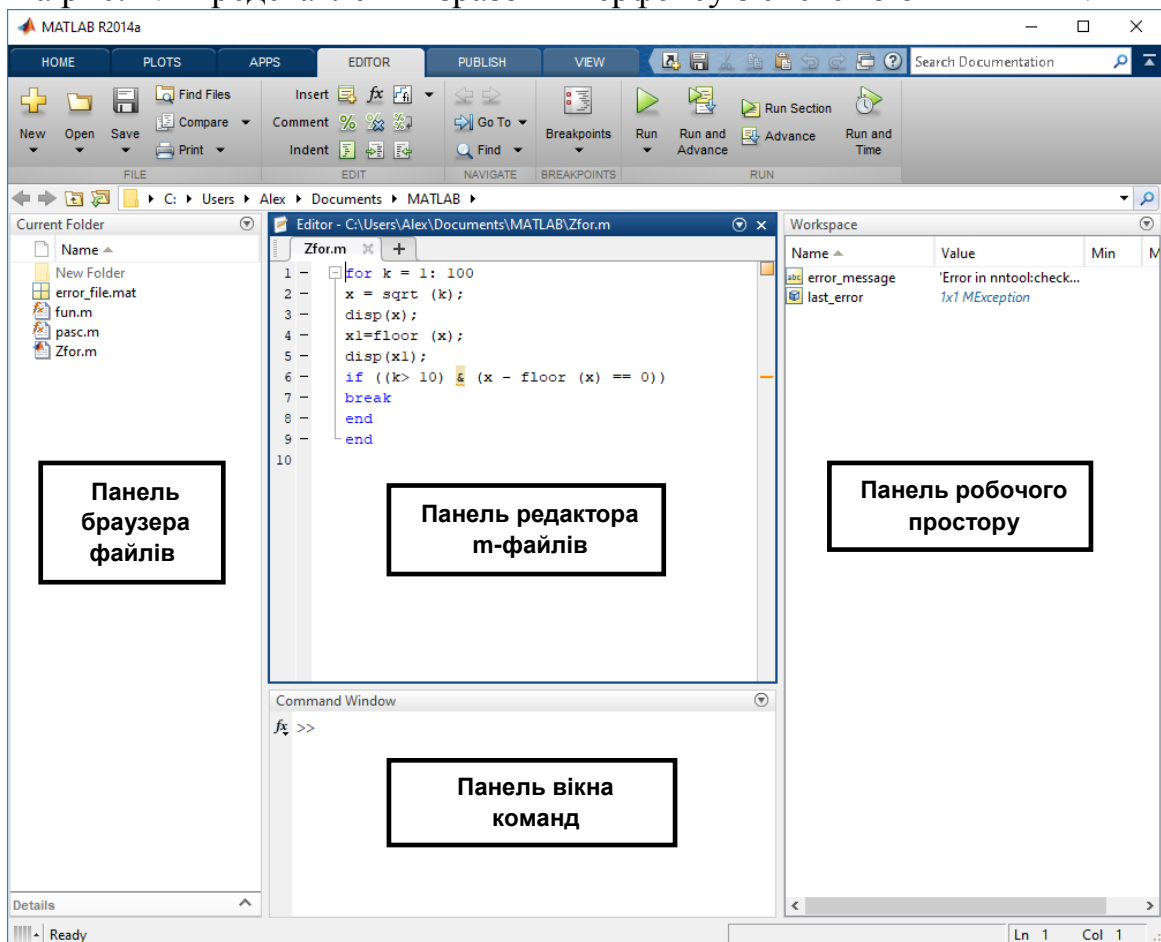 MATLAB R2014a
HOME PLOTS APPS EDITOR PUBLISH VIEW Search Documentation
New Open Save
Find Files
Compare
Print
FILE
Insert fx
Comment
Indent
EDIT
Go To
Find
NAVIGATE
Breakpoints
BREAKPOINTS
Run Run and Advance
Run Section
Advance
Run and Time
RUN
C: Users Alex Documents MATLAB
Current Folder
Name
New Folder
error_file.mat
fun.m
pasc.m
Zfor.m
Панель
браузера
файлів
Details
Editor - C:\Users\Alex\Documents\MATLAB\Zfor.m
Zfor.m
1 – for k = 1: 100
2 – x = sqrt (k);
3 – disp(x);
4 – x1=floor (x);
5 – disp(x1);
6 – if ((k> 10) & (x - floor (x) == 0))
7 – break
8 – end
9 – end
10
Панель редактора
m-файлів
Command Window
fx >>
Панель вікна
команд
Workspace
Name Value Min M
error_message 'Error in nntool:check...
last_error 1x1 MException
Панель робочого
простору
Ready
Ln 1 Col 1